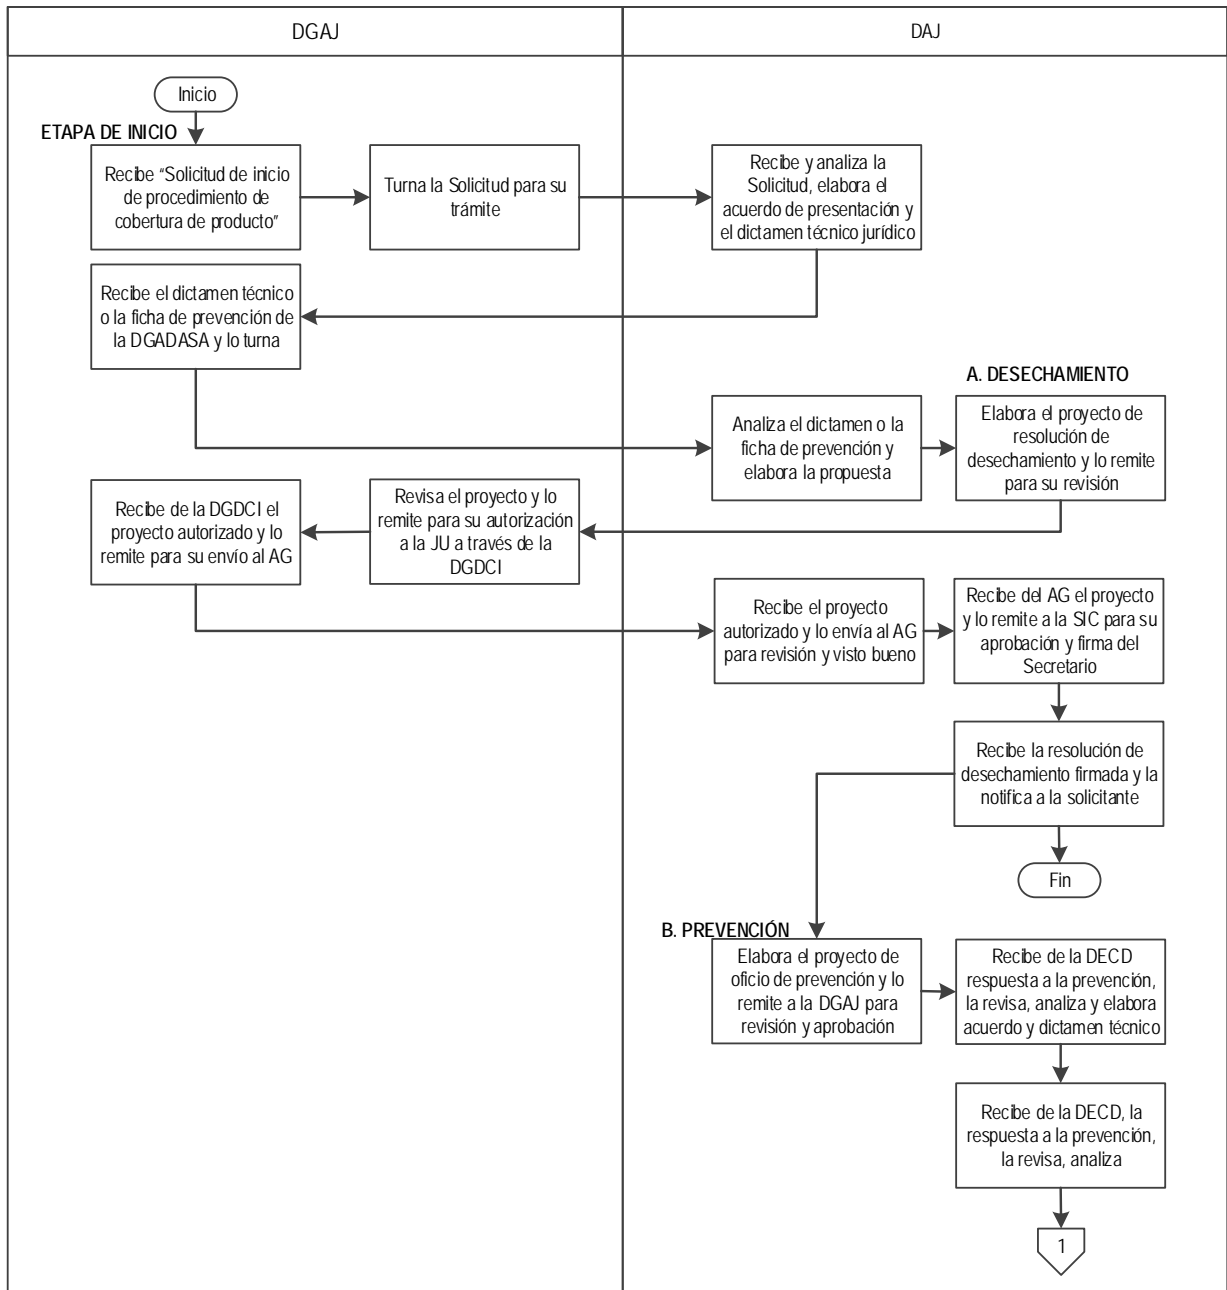 DGAJ
DAJ
Inicio
ETAPA DE INICIO
Recibe “Solicitud de inicio
de procedimiento de
cobertura de producto”
Turna la Solicitud para su
trámite
Recibe y analiza la
Solicitud, elabora el
acuerdo de presentación y
el dictamen técnico jurídico
Recibe el dictamen técnico
o la ficha de prevención de
la DGADASA y lo turna
A. DESECHAMIENTO
Analiza el dictamen o la
ficha de prevención y
elabora la propuesta
Elabora el proyecto de
resolución de
desechamiento y lo remite
para su revisión
Recibe de la DGDCI el
proyecto autorizado y lo
remite para su envío al AG
Revisa el proyecto y lo
remite para su autorización
a la JU a través de la
DGDCI
Recibe el proyecto
autorizado y lo envía al AG
para revisión y visto bueno
Recibe del AG el proyecto
y lo remite a la SIC para su
aprobación y firma del
Secretario
Recibe la resolución de
desechamiento firmada y la
notifica a la solicitante
Fin
B. PREVENCIÓN
Elabora el proyecto de
oficio de prevención y lo
remite a la DGAJ para
revisión y aprobación
Recibe de la DECD
respuesta a la prevención,
la revisa, analiza y elabora
acuerdo y dictamen técnico
Recibe de la DECD, la
respuesta a la prevención,
la revisa, analiza
1